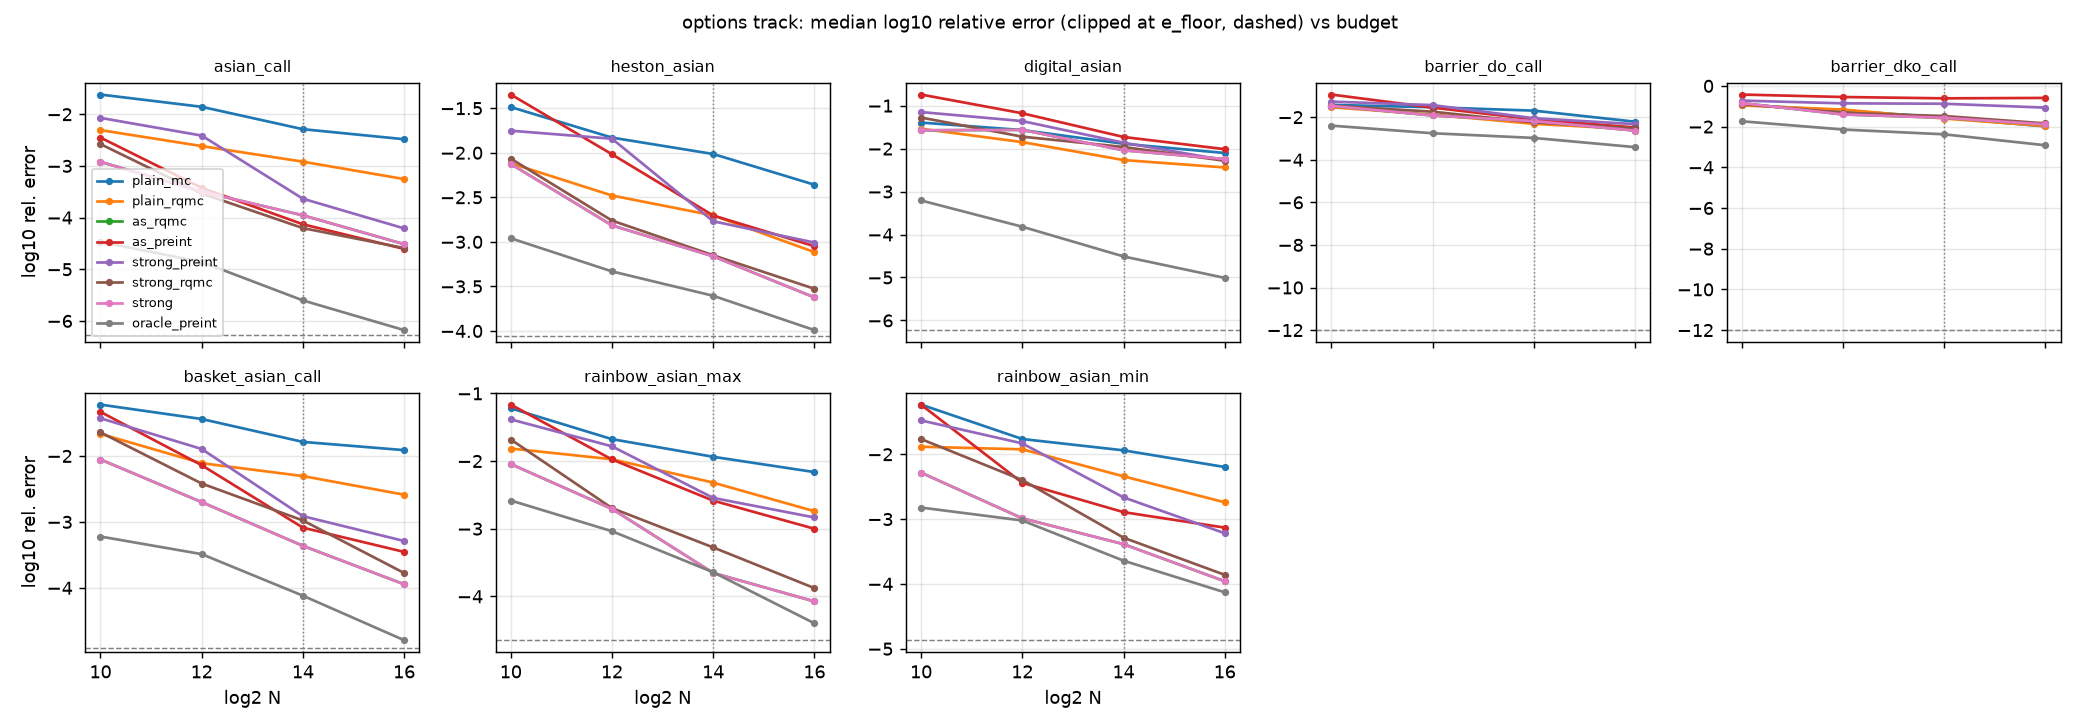 options track: median log10 relative error (clipped at e_floor, dashed) vs budget
asian_call
heston_asian
digital_asian
barrier_do_call
barrier_dko_call
log10 rel. error
−2
−3
−4
−5
−6
plain_mc
plain_rqmc
as_rqmc
as_preint
strong_preint
strong_rqmc
strong
oracle_preint
−1.5
−2.0
−2.5
−3.0
−3.5
−4.0
−1
−2
−3
−4
−5
−6
−2
−4
−6
−8
−10
−12
0
−2
−4
−6
−8
−10
−12
basket_asian_call
rainbow_asian_max
rainbow_asian_min
log10 rel. error
−2
−3
−4
10
12
14
16
log2 N
−1
−2
−3
−4
10
12
14
16
log2 N
−2
−3
−4
−5
10
12
14
16
log2 N